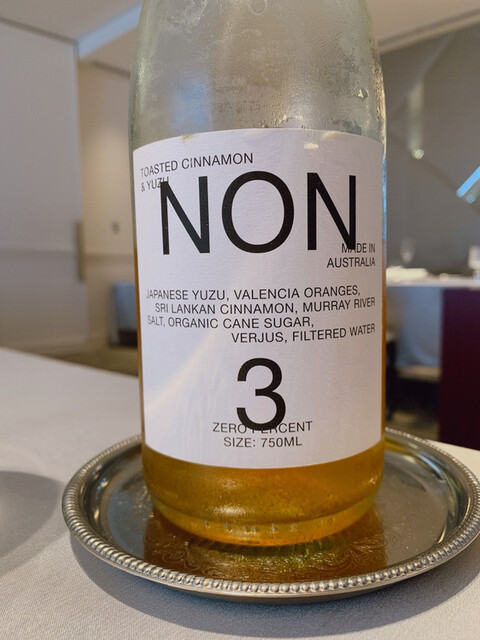 TOASTED CINNAMON
& YUZU
NON
MADE IN
AUSTRALIA
JAPANESE YUZU, VALENCIA ORANGES,
SRI LANKAN CINNAMON, MURRAY RIVER
SALT, ORGANIC CANE SUGAR,
VERJUS, FILTERED WATER
3
ZERO PERCENT
SIZE: 750ML